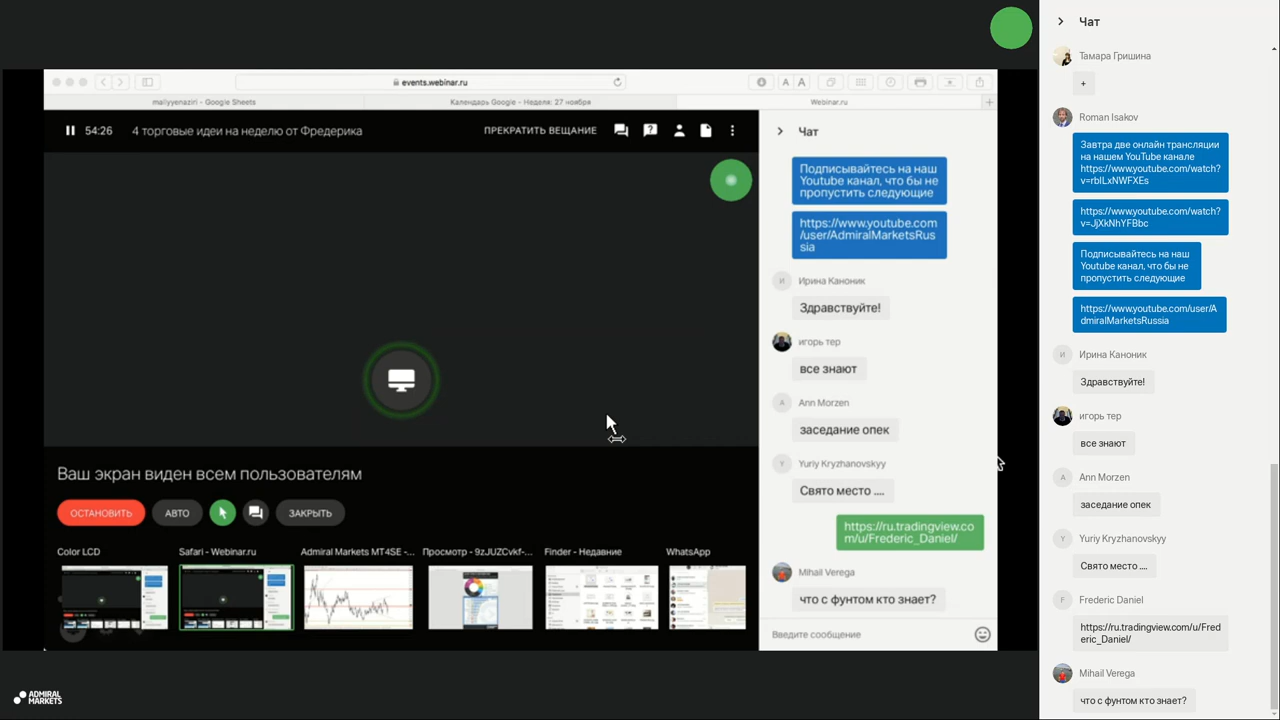 events.webinar.ru
maliyyenaziri - Google Sheets
Календарь Google - Неделя: 27 ноября
Webinar.ru
54:26
4 торговые идеи на неделю от Фредерика
ПРЕКРАТИТЬ ВЕЩАНИЕ
Ваш экран виден всем пользователям
ОСТАНОВИТЬ
АВТО
ЗАКРЫТЬ
Color LCD
Safari - Webinar.ru
Admiral Markets MT4SE -...
Просмотр - 9zJUZCvkf-...
Finder - Недавние
WhatsApp
Чат
Подписывайтесь на наш
Youtube канал, что бы не
пропустить следующие
https://www.youtube.com
/user/AdmiralMarketsRus
sia
Ирина Каноник
Здравствуйте!
игорь тер
все знают
Ann Morzen
заседание опек
Yuriy Kryzhanovskyy
Свято место ....
https://ru.tradingview.co
m/u/Frederic_Daniel/
Mihail Verega
что с фунтом кто знает?
Введите сообщение
ADMIRAL
MARKETS
Чат
Тамара Гришина
+
Roman Isakov
Завтра две онлайн трансляции
на нашем YouTube канале
https://www.youtube.com/watch?
v=rbILxNWFXEs
https://www.youtube.com/watch?
v=JjXkNhYFBbc
Подписывайтесь на наш
Youtube канал, что бы не
пропустить следующие
https://www.youtube.com/user/A
dmiralMarketsRussia
Ирина Каноник
Здравствуйте!
игорь тер
все знают
Ann Morzen
заседание опек
Yuriy Kryzhanovskyy
Свято место ....
Frederic Daniel
https://ru.tradingview.com/u/Fred
eric_Daniel/
Mihail Verega
что с фунтом кто знает?